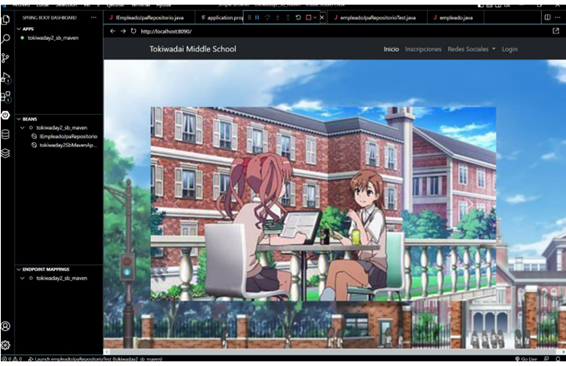 SPRING BOOT DASHBOARD
IEmpleadoJpaRepositorio.java
application.prop
empleadoJpaRepositorioTest.java
empleado.java
APPS
tokiwaday2_sb_maven
http://localhost:8090/
Tokiwadai Middle School
Inicio
Inscripciones
Redes Sociales
Login
BEANS
tokiwaday2_sb_maven
IEmpleadoJpaRepositorio
tokiwaday2SbMavenAp...
ENDPOINT MAPPINGS
tokiwaday2_sb_maven
Launch empleadoJpaRepositorioTest (tokiwaday2_sb_maven)
Go Live